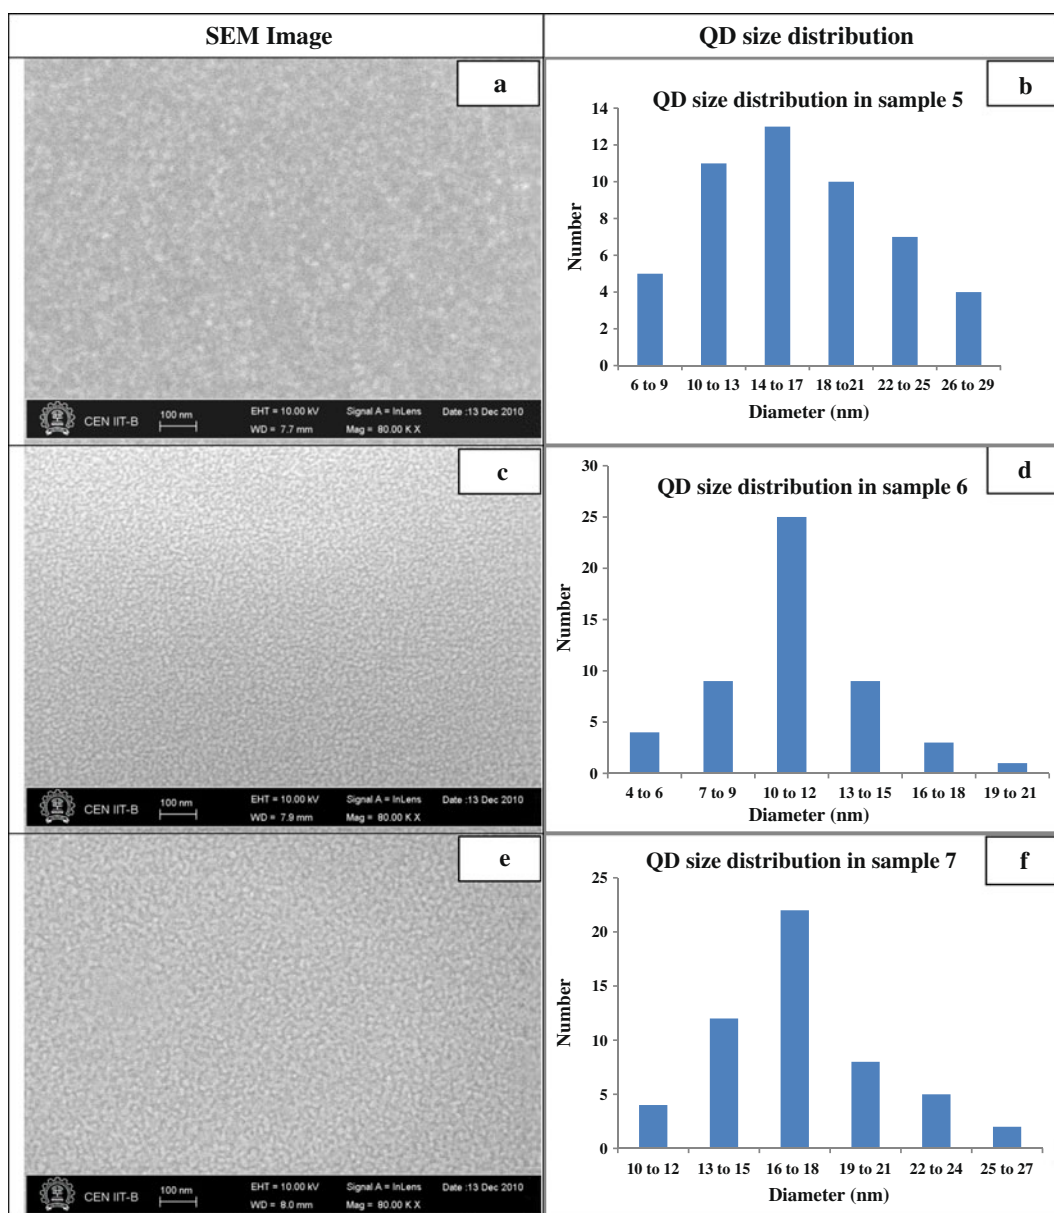 SEM Image
QD size distribution
a
CEN IIT-B
100 nm
EHT = 10.00 kV
Signal A = InLens
Date :13 Dec 2010
WD = 7.7 mm
Mag = 80.00 K X
b
QD size distribution in sample 5
Number
14
12
10
8
6
4
2
0
6 to 9
10 to 13
14 to 17
18 to21
22 to 25
26 to 29
Diameter (nm)
c
CEN IIT-B
100 nm
EHT = 10.00 kV
Signal A = InLens
Date :13 Dec 2010
WD = 7.9 mm
Mag = 80.00 K X
d
QD size distribution in sample 6
Number
30
25
20
15
10
5
0
4 to 6
7 to 9
10 to 12
13 to 15
16 to 18
19 to 21
Diameter (nm)
e
CEN IIT-B
100 nm
EHT = 10.00 kV
Signal A = InLens
Date :13 Dec 2010
WD = 8.0 mm
Mag = 80.00 K X
f
QD size distribution in sample 7
Number
25
20
15
10
5
0
10 to 12
13 to 15
16 to 18
19 to 21
22 to 24
25 to 27
Diameter (nm)